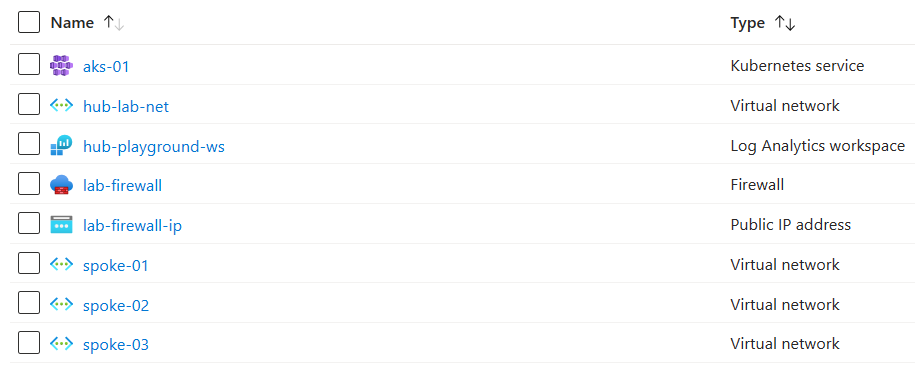 Name Type
aks-01 Kubernetes service
hub-lab-net Virtual network
hub-playground-ws Log Analytics workspace
lab-firewall Firewall
lab-firewall-ip Public IP address
spoke-01 Virtual network
spoke-02 Virtual network
spoke-03 Virtual network